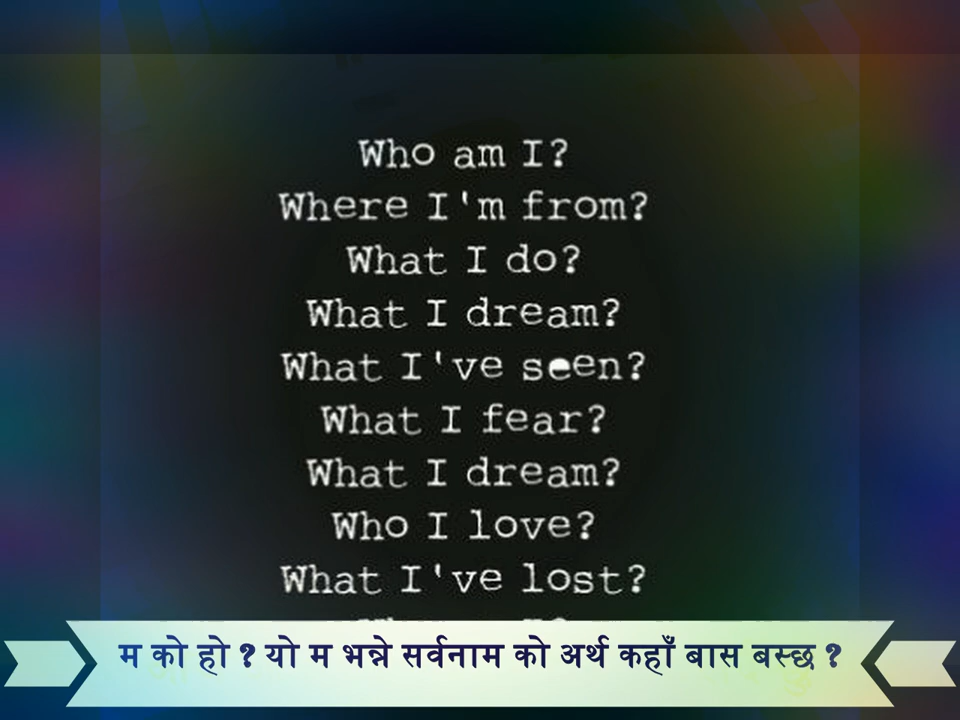 Who am I?
Where I'm from?
What I do?
What I dream?
What I've seen?
What I fear?
What I dream?
Who I love?
What I've lost?
म को हो ? यो म भन्ने सर्वनाम को अर्थ कहाँ बास बस्छ ?